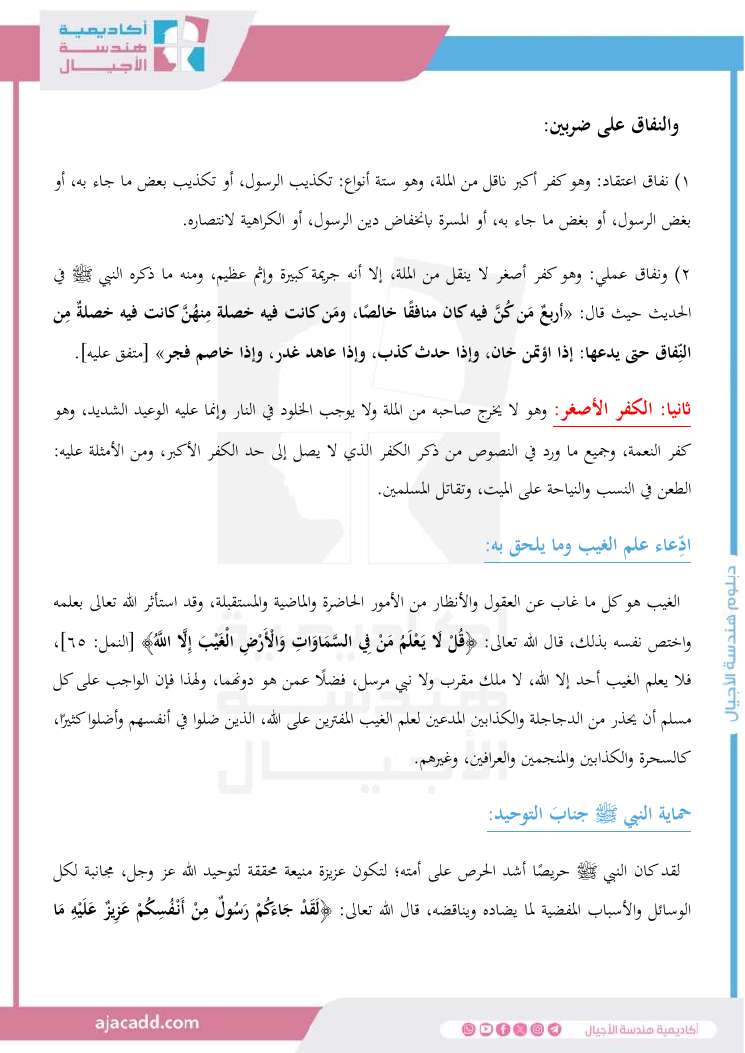 أكاديمية
هندسة
الأجيال
والنفاق على ضربين:
١) نفاق اعتقاد: وهو كفر أكبر ناقل من الملة، وهو ستة أنواع: تكذيب الرسول، أو تكذيب بعض ما جاء به، أو
بغض الرسول، أو بغض ما جاء به، أو المسرة بانخفاض دين الرسول، أو الكراهية لانتصاره.
٢) ونفاق عملي: وهو كفر أصغر لا ينقل من الملة، إلا أنه جريمة كبيرة وإثم عظيم، ومنه ما ذكره النبي ﷺ في
الحديث حيث قال: «أربعٌ مَن كُنَّ فيه كان منافقًا خالصًا، ومَن كانت فيه خصلة مِنهُنَّ كانت فيه خصلةٌ مِن
النِّفاق حتى يدعها: إذا اؤتمن خان، وإذا حدث كذب، وإذا عاهد غدر، وإذا خاصم فجر» [متفق عليه].
ثانيا: الكفر الأصغر: وهو لا يخرج صاحبه من الملة ولا يوجب الخلود في النار وإنما عليه الوعيد الشديد، وهو
كفر النعمة، وجميع ما ورد في النصوص من ذكر الكفر الذي لا يصل إلى حد الكفر الأكبر، ومن الأمثلة عليه:
الطعن في النسب والنياحة على الميت، وتقاتل المسلمين.
ادِّعاء علم الغيب وما يلحق به:
الغيب هو كل ما غاب عن العقول والأنظار من الأمور الحاضرة والماضية والمستقبلة، وقد استأثر الله تعالى بعلمه
واختص نفسه بذلك، قال الله تعالى: ﴿قُلْ لَا يَعْلَمُ مَنْ فِي السَّمَاوَاتِ وَالْأَرْضِ الْغَيْبَ إِلَّا اللَّهُ﴾ [النمل: ٦٥]،
فلا يعلم الغيب أحد إلا الله، لا ملك مقرب ولا نبي مرسل، فضلًا عمن هو دونهما، ولهذا فإن الواجب على كل
مسلم أن يحذر من الدجاجلة والكذابين المدعين لعلم الغيب المفترين على الله، الذين ضلوا في أنفسهم وأضلوا كثيرًا،
كالسحرة والكذابين والمنجمين والعرافين، وغيرهم.
حماية النبي ﷺ جنابَ التوحيد:
لقد كان النبي ﷺ حريصًا أشد الحرص على أمته؛ لتكون عزيزة منيعة محققة لتوحيد الله عز وجل، مجانبة لكل
الوسائل والأسباب المفضية لما يضاده ويناقضه، قال الله تعالى: ﴿لَقَدْ جَاءَكُمْ رَسُولٌ مِنْ أَنْفُسِكُمْ عَزِيزٌ عَلَيْهِ مَا
دبلوم هندسة الأجيال
أكاديمية
هندسة
الأجيال
أكاديمية هندسة الأجيال
ajacadd.com